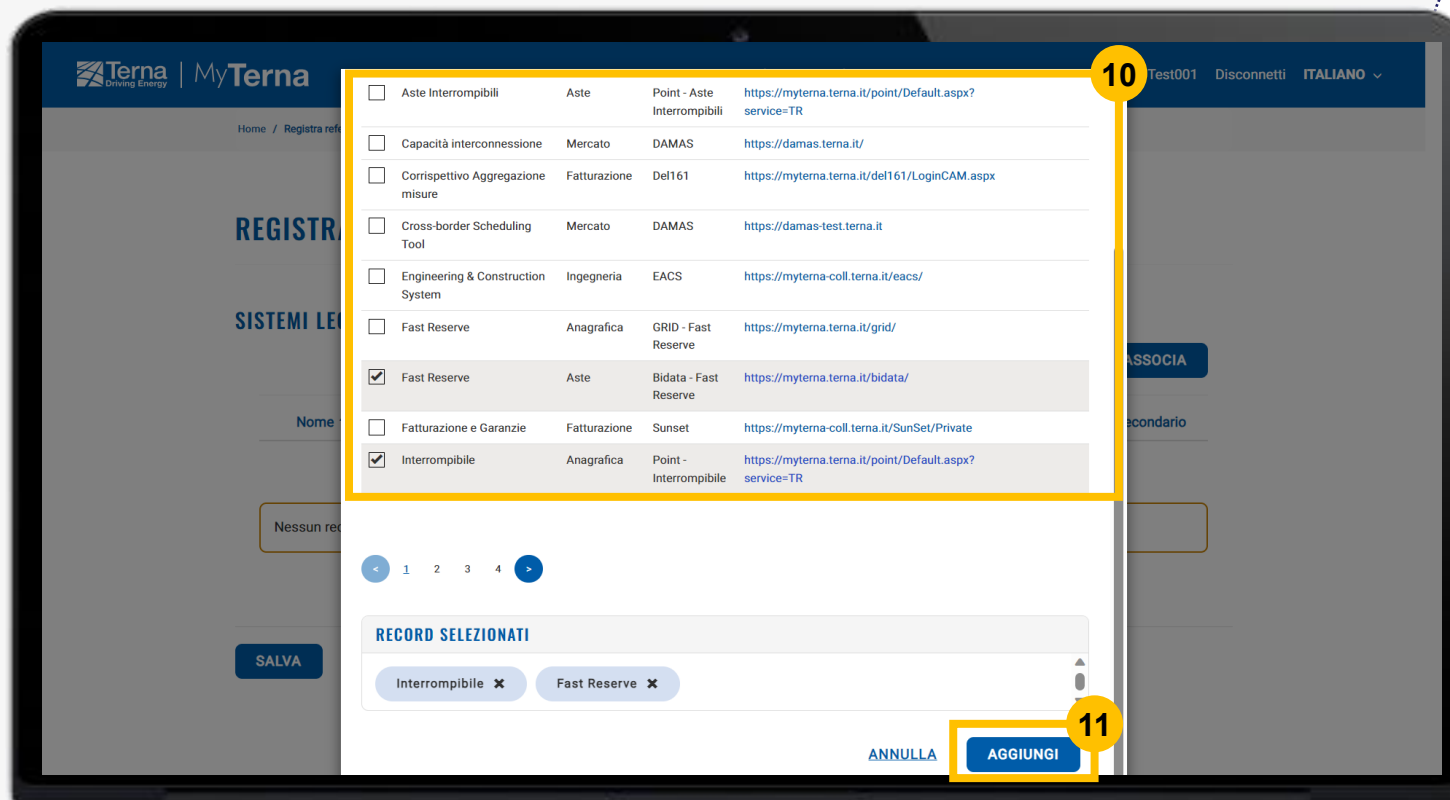 Terna
Driving Energy
MyTerna
Test001 Disconnetti ITALIANO
10
Home / Registra refe
REGISTRA
SISTEMI LE
ASSOCIA
Nome
econdario
Nessun rec
SALVA
Aste Interrompibili Aste Point - Aste https://myterna.terna.it/point/Default.aspx?
Interrompibili service=TR
Capacità interconnessione Mercato DAMAS https://damas.terna.it/
Corrispettivo Aggregazione Fatturazione Del161 https://myterna.terna.it/del161/LoginCAM.aspx
misure
Cross-border Scheduling Mercato DAMAS https://damas-test.terna.it
Tool
Engineering & Construction Ingegneria EACS https://myterna-coll.terna.it/eacs/
System
Fast Reserve Anagrafica GRID - Fast https://myterna.terna.it/grid/
Reserve
Fast Reserve Aste Bidata - Fast https://myterna.terna.it/bidata/
Reserve
Fatturazione e Garanzie Fatturazione Sunset https://myterna-coll.terna.it/SunSet/Private
Interrompibile Anagrafica Point - https://myterna.terna.it/point/Default.aspx?
Interrompibile service=TR
< 1 2 3 4 >
RECORD SELEZIONATI
Interrompibile ✖ Fast Reserve ✖
11
ANNULLA AGGIUNGI